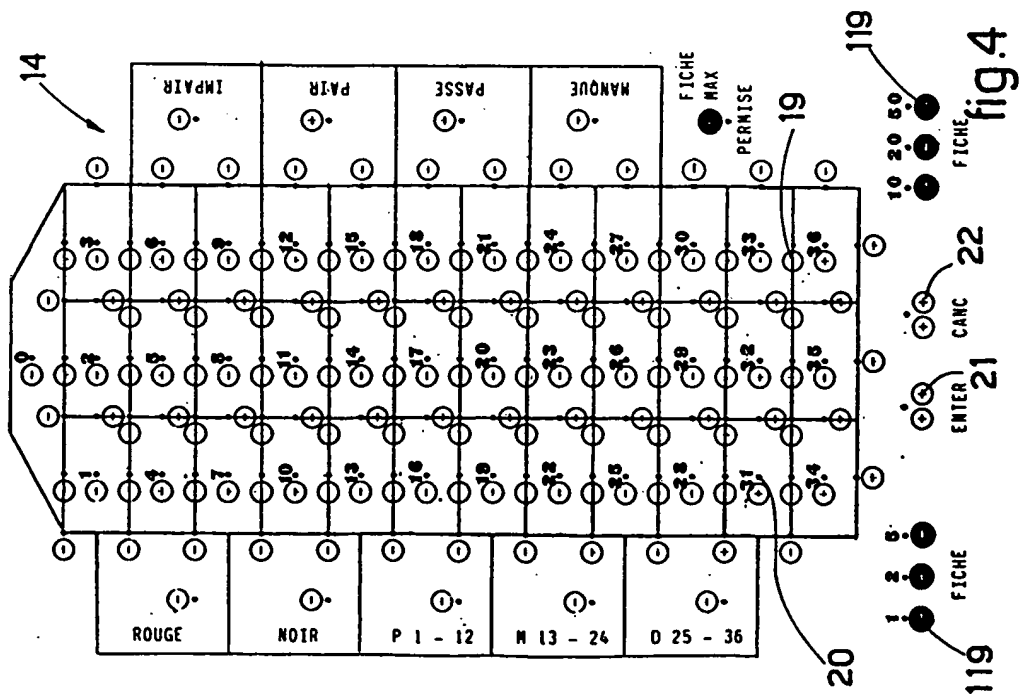 14
0
1 2 3
4 5 6
7 8 9
10 11 12
13 14 15
16 17 18
19 20 21
22 23 24
25 26 27
28 29 30
31 32 33
34 35 36
ROUGE
NOIR
P 1 - 12
M 13 - 24
D 25 - 36
IMPAIR
PAIR
PASSE
MANQUE
FICHE
MAX
PERMISE
19
20
1 2 5
FICHE
119
ENTER
21
CANC
22
10 20 50
FICHE
119
fig.4